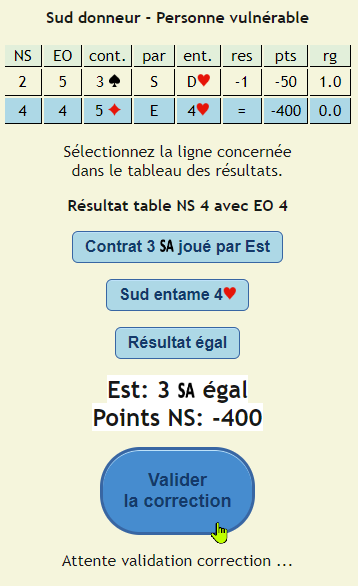 Sud donneur - Personne vulnérable
NS EO cont. par ent. res pts rg
2 5 3 ♠ S D♥ -1 -50 1.0
4 4 5 ♦ E 4♥ = -400 0.0
Sélectionnez la ligne concernée
dans le tableau des résultats.
Résultat table NS 4 avec EO 4
Contrat 3 SA joué par Est
Sud entame 4♥
Résultat égal
Est: 3 SA égal
Points NS: -400
Valider
la correction
Attente validation correction ...